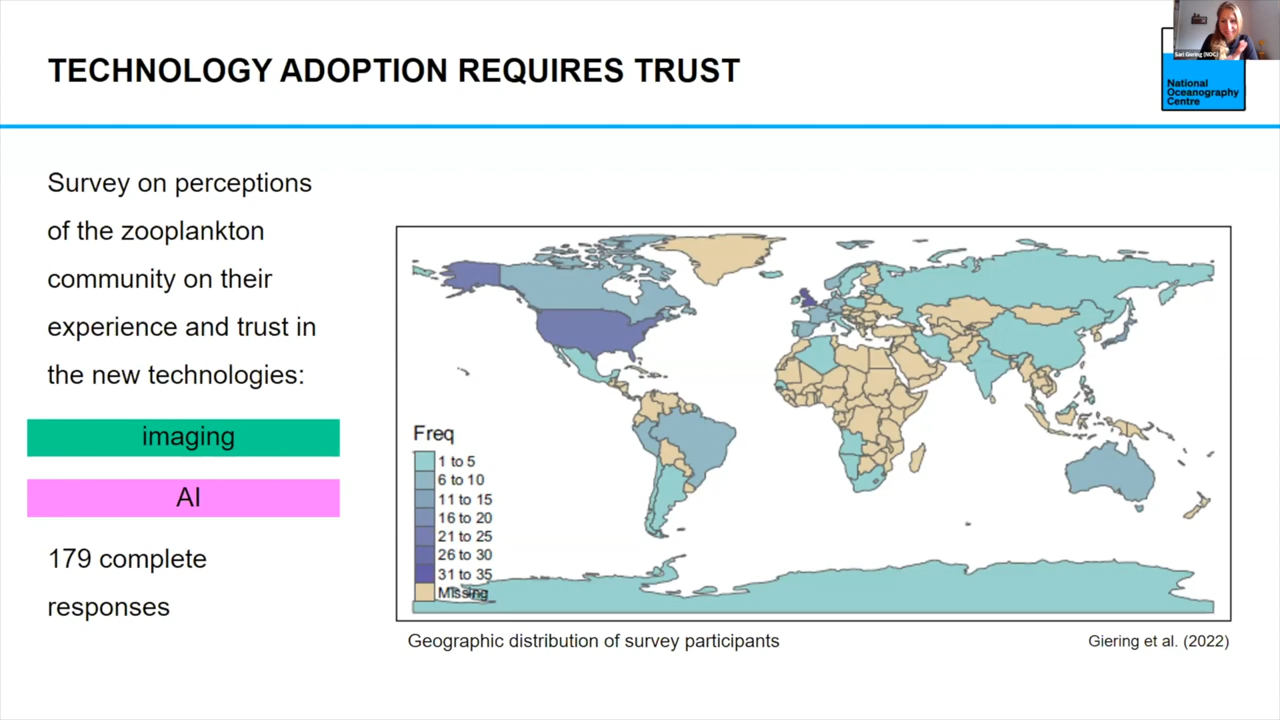 TECHNOLOGY ADOPTION REQUIRES TRUST
Sari Giering (NOC)
National
Oceanography
Centre
Survey on perceptions
of the zooplankton
community on their
experience and trust in
the new technologies:
imaging
AI
179 complete
responses
Freq
1 to 5
6 to 10
11 to 15
16 to 20
21 to 25
26 to 30
31 to 35
Missing
Geographic distribution of survey participants
Giering et al. (2022)